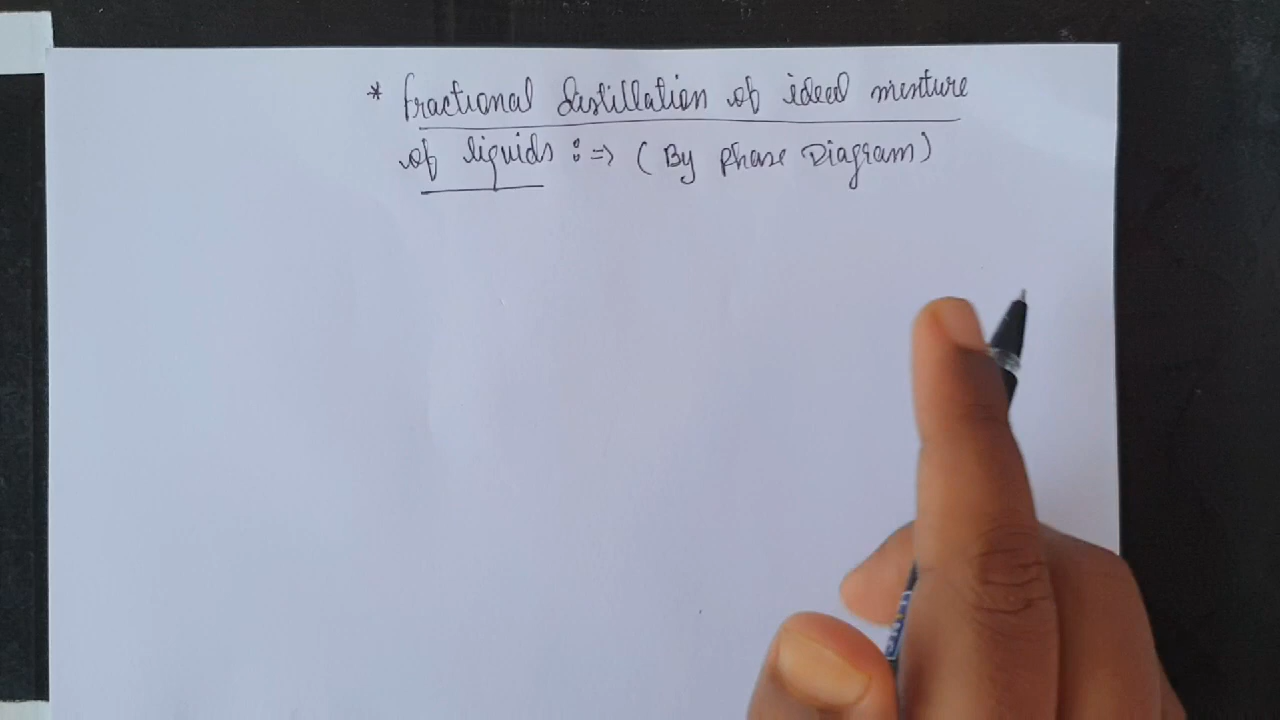 * fractional distillation of ideal mixture
of liquids :⇒ (By phase Diagram)